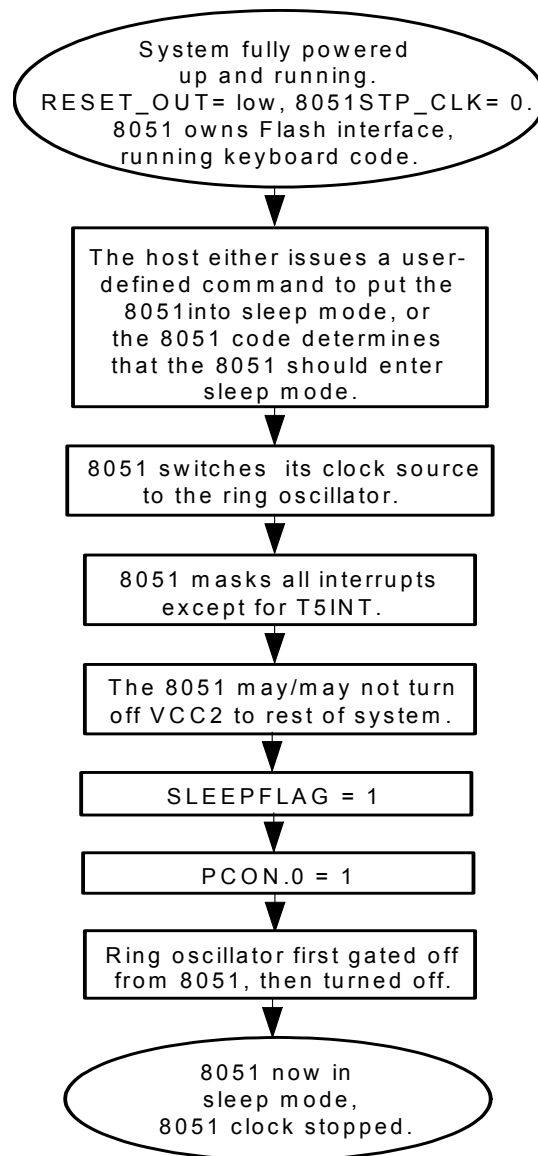 System fully powered
up and running.
RESET_OUT= low, 8051STP_CLK= 0.
8051 owns Flash interface,
running keyboard code.
The host either issues a user-
defined command to put the
8051into sleep mode, or
the 8051 code determines
that the 8051 should enter
sleep mode.
8051 switches its clock source
to the ring oscillator.
8051 masks all interrupts
except for T5INT.
The 8051 may/may not turn
off VCC2 to rest of system.
SLEEPFLAG = 1
PCON.0 = 1
Ring oscillator first gated off
from 8051, then turned off.
8051 now in
sleep mode,
8051 clock stopped.